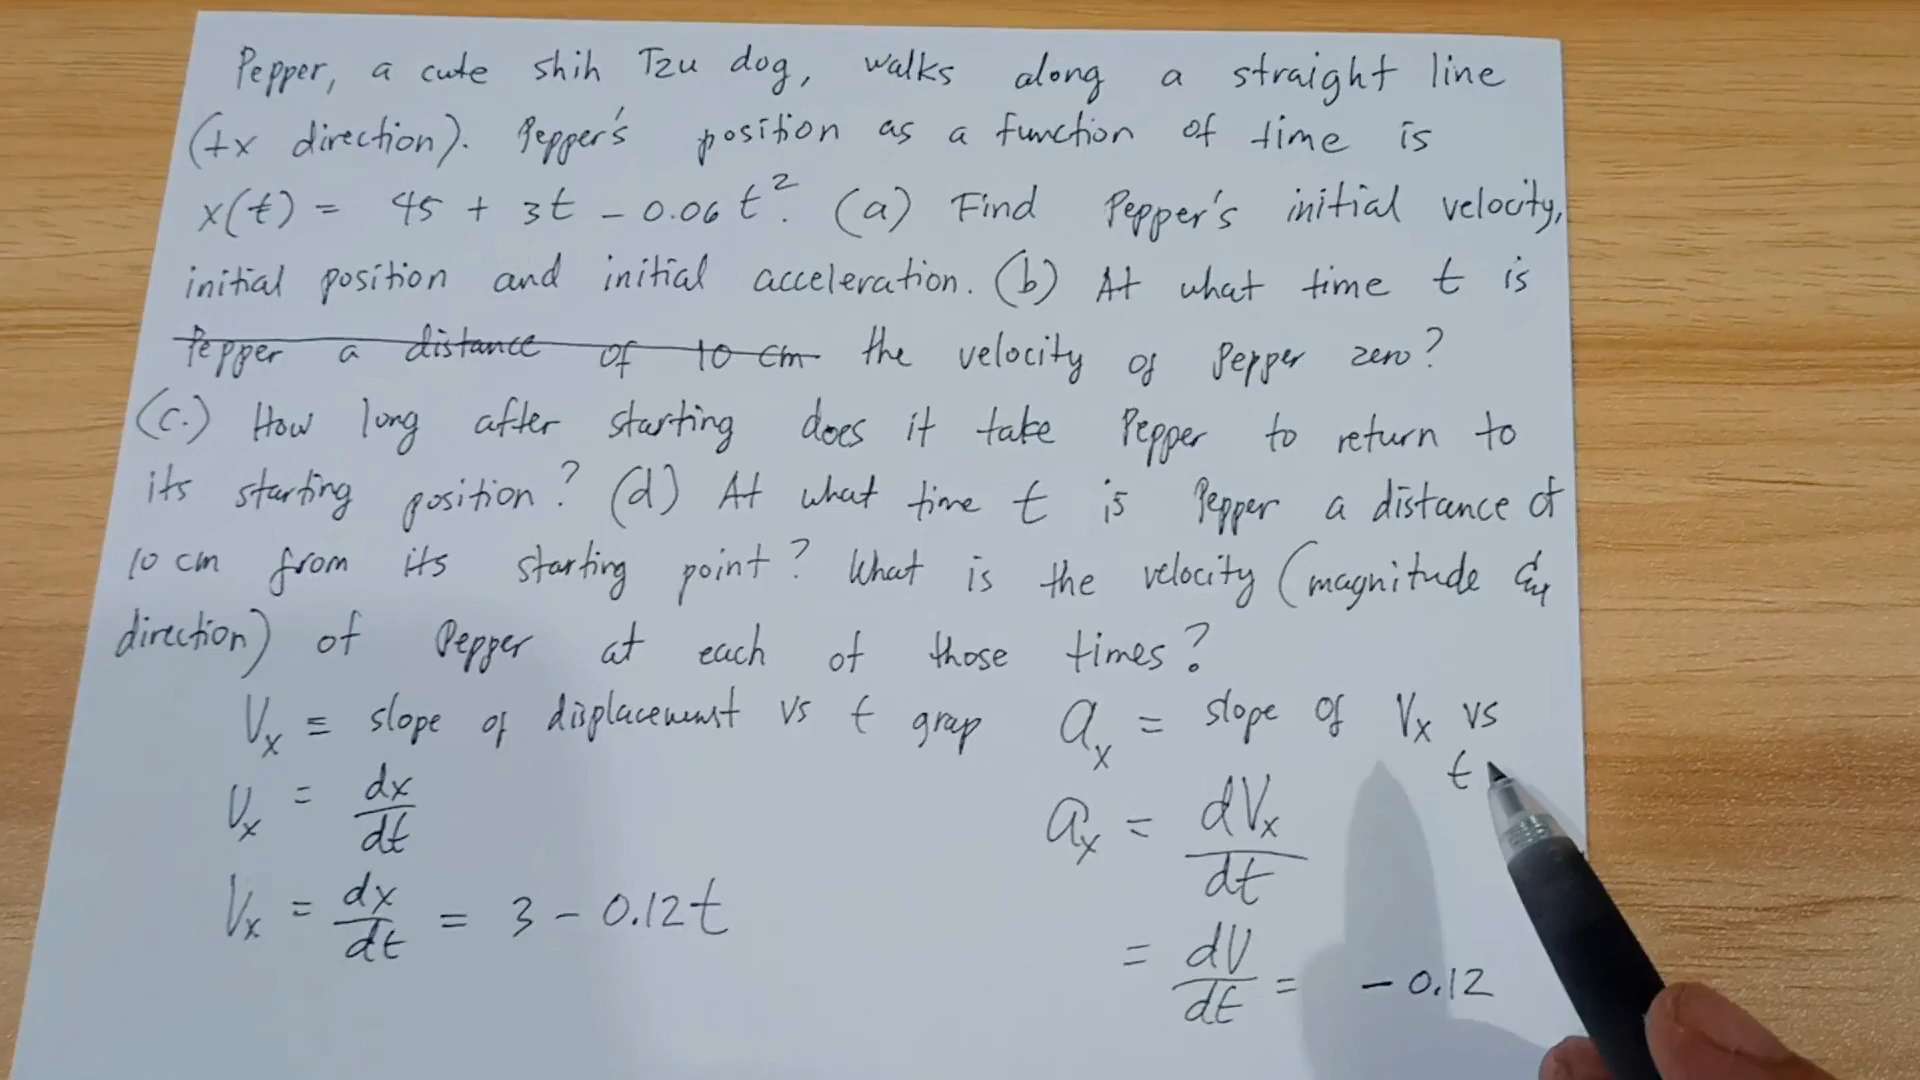 Pepper, a cute shih Tzu dog, walks along a straight line
(+x direction). Pepper's position as a function of time is
x(t) = 45 + 3t - 0.06t². (a) Find Pepper's initial velocity,
initial position and initial acceleration. (b) At what time t is
Pepper a distance of 10 cm the velocity of Pepper zero?
(c.) How long after starting does it take Pepper to return to
its starting position? (d) At what time t is Pepper a distance of
10 cm from its starting point? What is the velocity (magnitude &
direction) of Pepper at each of those times?
Vx = slope of displacement vs t grap
Vx = dx/dt
Vx = dx/dt = 3 - 0.12t
ax = slope of Vx vs
t
ax = dVx/dt
= dV/dt = -0.12